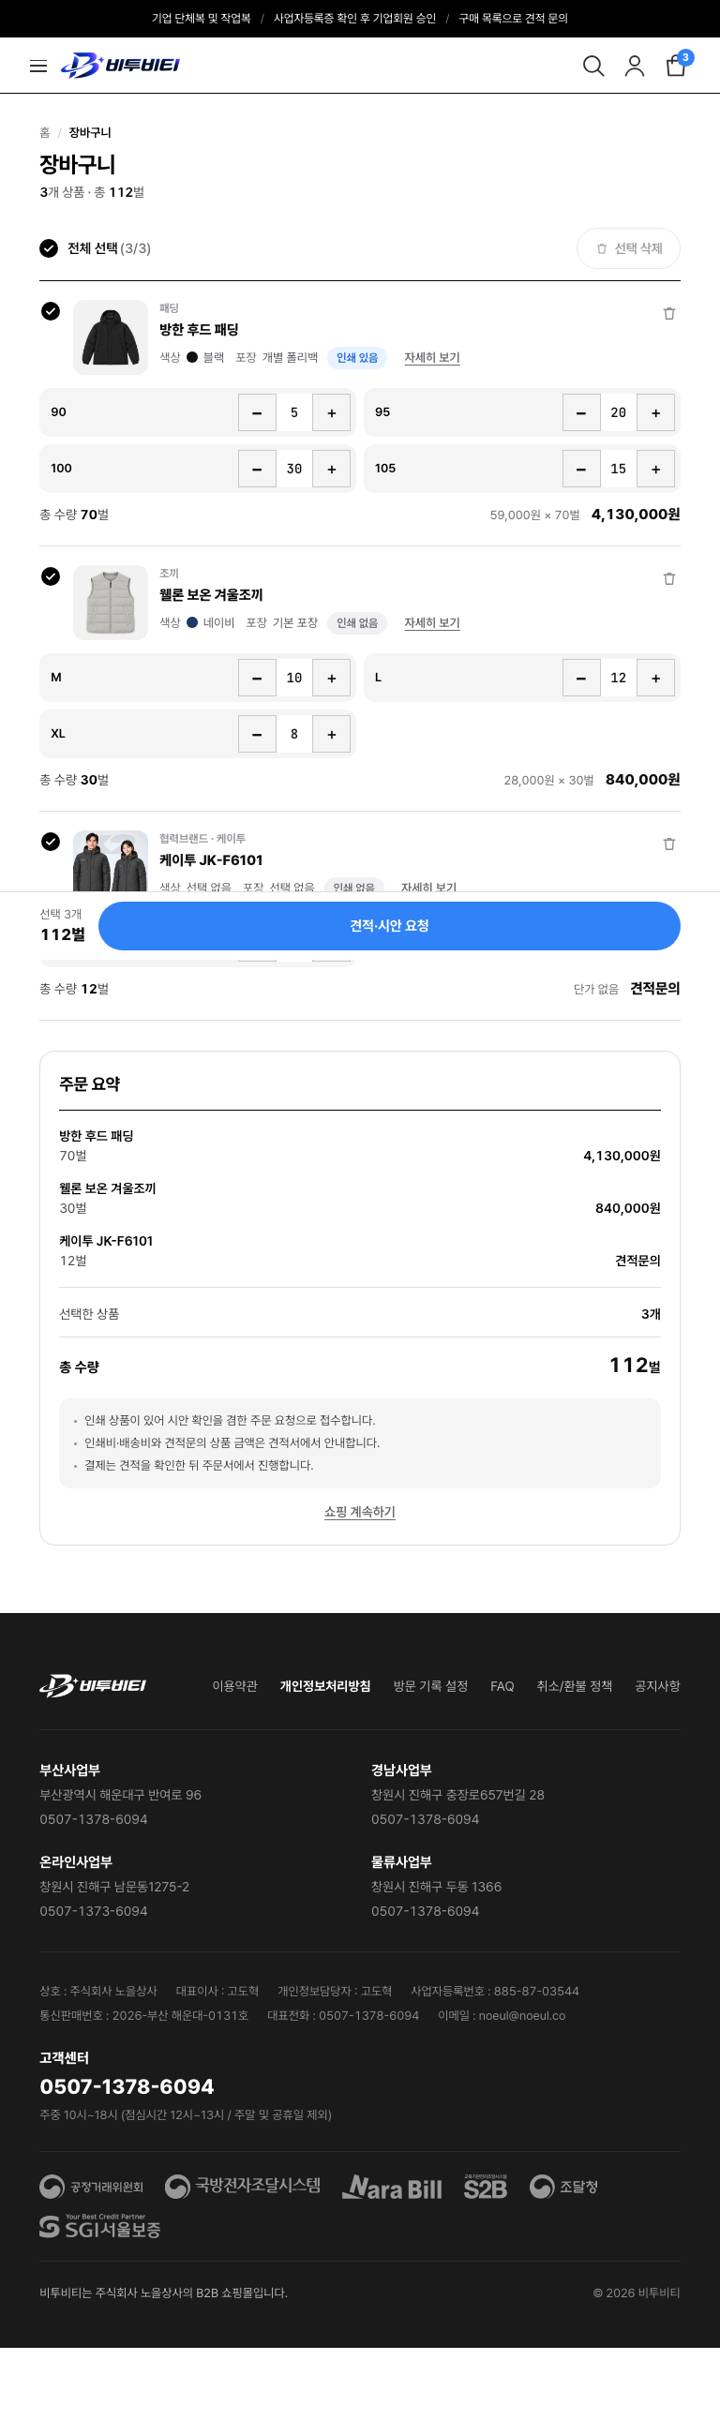 기업 단체복 및 작업복 / 사업자등록증 확인 후 기업회원 승인 / 구매 목록으로 견적 문의
비투비티
3
홈 / 장바구니
장바구니
3개 상품 · 총 112벌
전체 선택 (3/3)
선택 삭제
패딩
방한 후드 패딩
색상 블랙 포장 개별 폴리백 인쇄 있음 자세히 보기
90 − 5 + 95 − 20 +
100 − 30 + 105 − 15 +
총 수량 70벌 59,000원 × 70벌 4,130,000원
조끼
웰론 보온 겨울조끼
색상 네이비 포장 기본 포장 인쇄 없음 자세히 보기
M − 10 + L − 12 +
XL − 8 +
총 수량 30벌 28,000원 × 30벌 840,000원
협력브랜드 · 케이투
케이투 JK-F6101
색상 선택 없음 포장 선택 없음 인쇄 없음 자세히 보기
선택 3개
112벌
견적·시안 요청
총 수량 12벌 단가 없음 견적문의
주문 요약
방한 후드 패딩
70벌 4,130,000원
웰론 보온 겨울조끼
30벌 840,000원
케이투 JK-F6101
12벌 견적문의
선택한 상품 3개
총 수량 112벌
• 인쇄 상품이 있어 시안 확인을 겸한 주문 요청으로 접수합니다.
• 인쇄비·배송비와 견적문의 상품 금액은 견적서에서 안내합니다.
• 결제는 견적을 확인한 뒤 주문서에서 진행합니다.
쇼핑 계속하기
비투비티
이용약관 개인정보처리방침 방문 기록 설정 FAQ 취소/환불 정책 공지사항
부산사업부 경남사업부
부산광역시 해운대구 반여로 96 창원시 진해구 충장로657번길 28
0507-1378-6094 0507-1378-6094
온라인사업부 물류사업부
창원시 진해구 남문동1275-2 창원시 진해구 두동 1366
0507-1373-6094 0507-1378-6094
상호 : 주식회사 노을상사 대표이사 : 고도혁 개인정보담당자 : 고도혁 사업자등록번호 : 885-87-03544
통신판매번호 : 2026-부산 해운대-0131호 대표전화 : 0507-1378-6094 이메일 : noeul@noeul.co
고객센터
0507-1378-6094
주중 10시~18시 (점심시간 12시~13시 / 주말 및 공휴일 제외)
공정거래위원회 국방전자조달시스템 Nara Bill S2B 조달청
Your Best Credit Partner
SGI서울보증
비투비티는 주식회사 노을상사의 B2B 쇼핑몰입니다. © 2026 비투비티